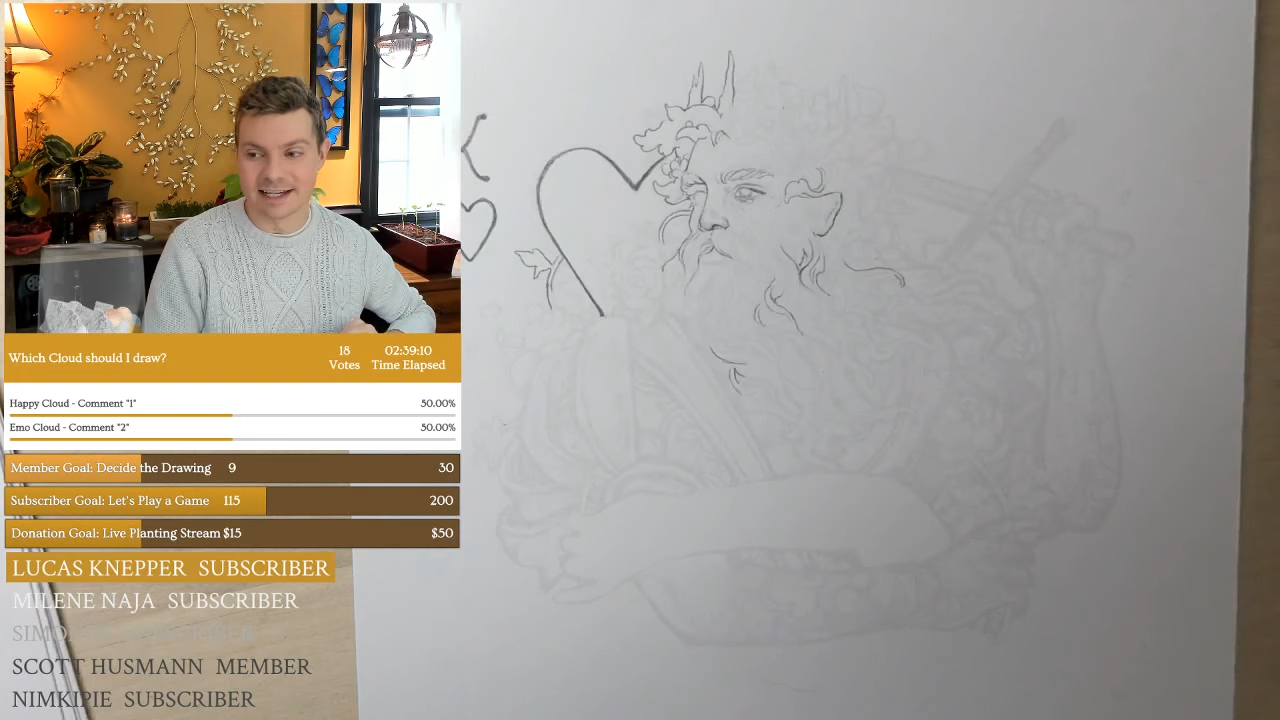 Which Cloud should I draw?
18 Votes
02:39:10 Time Elapsed
Happy Cloud - Comment "1" 50.00%
Emo Cloud - Comment "2" 50.00%
Member Goal: Decide the Drawing 9 30
Subscriber Goal: Let's Play a Game 115 200
Donation Goal: Live Planting Stream $15 $50
LUCAS KNEPPER SUBSCRIBER
MILENE NAJA SUBSCRIBER
SCOTT HUSMANN MEMBER
NIMKIPIE SUBSCRIBER